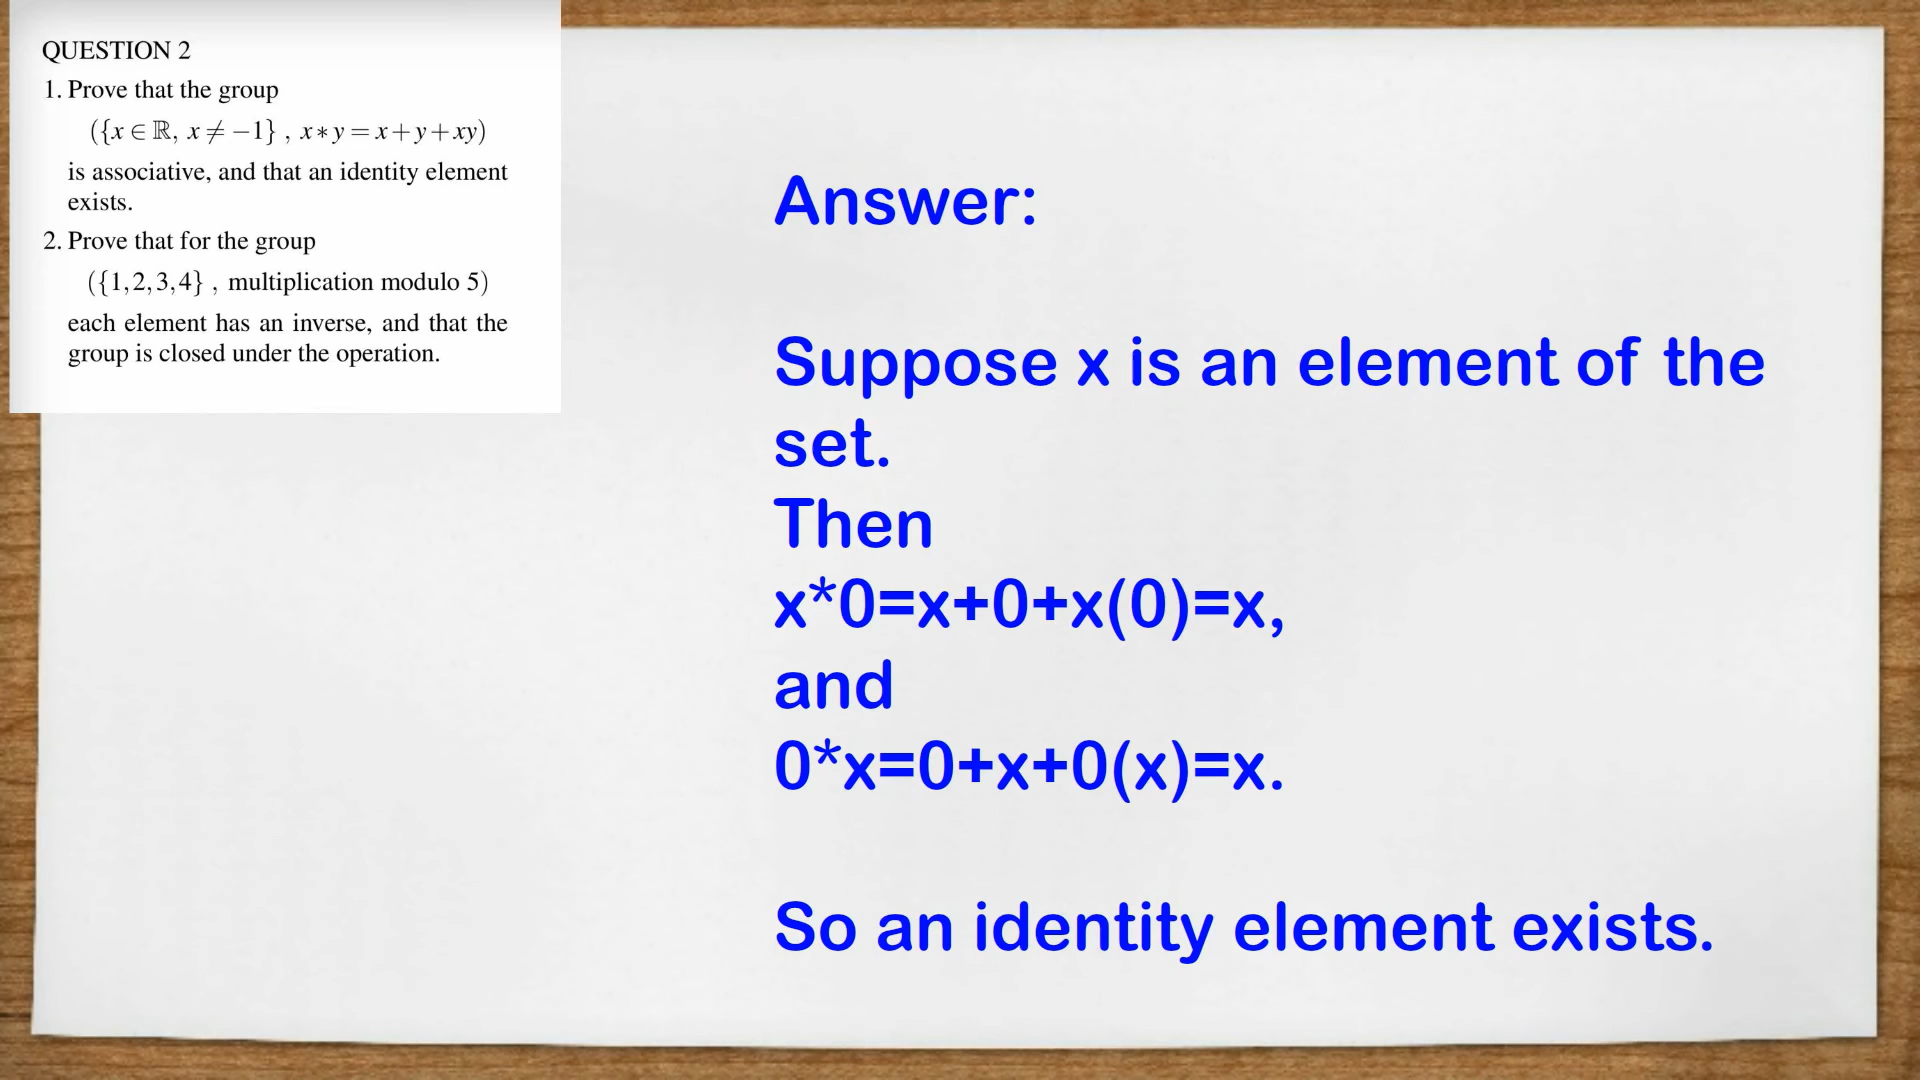 QUESTION 2
1. Prove that the group
({x ∈ ℝ, x ≠ −1} , x∗y = x+y+xy)
is associative, and that an identity element
exists.
2. Prove that for the group
({1,2,3,4} , multiplication modulo 5)
each element has an inverse, and that the
group is closed under the operation.
Answer:
Suppose x is an element of the
set.
Then
x*0=x+0+x(0)=x,
and
0*x=0+x+0(x)=x.
So an identity element exists.